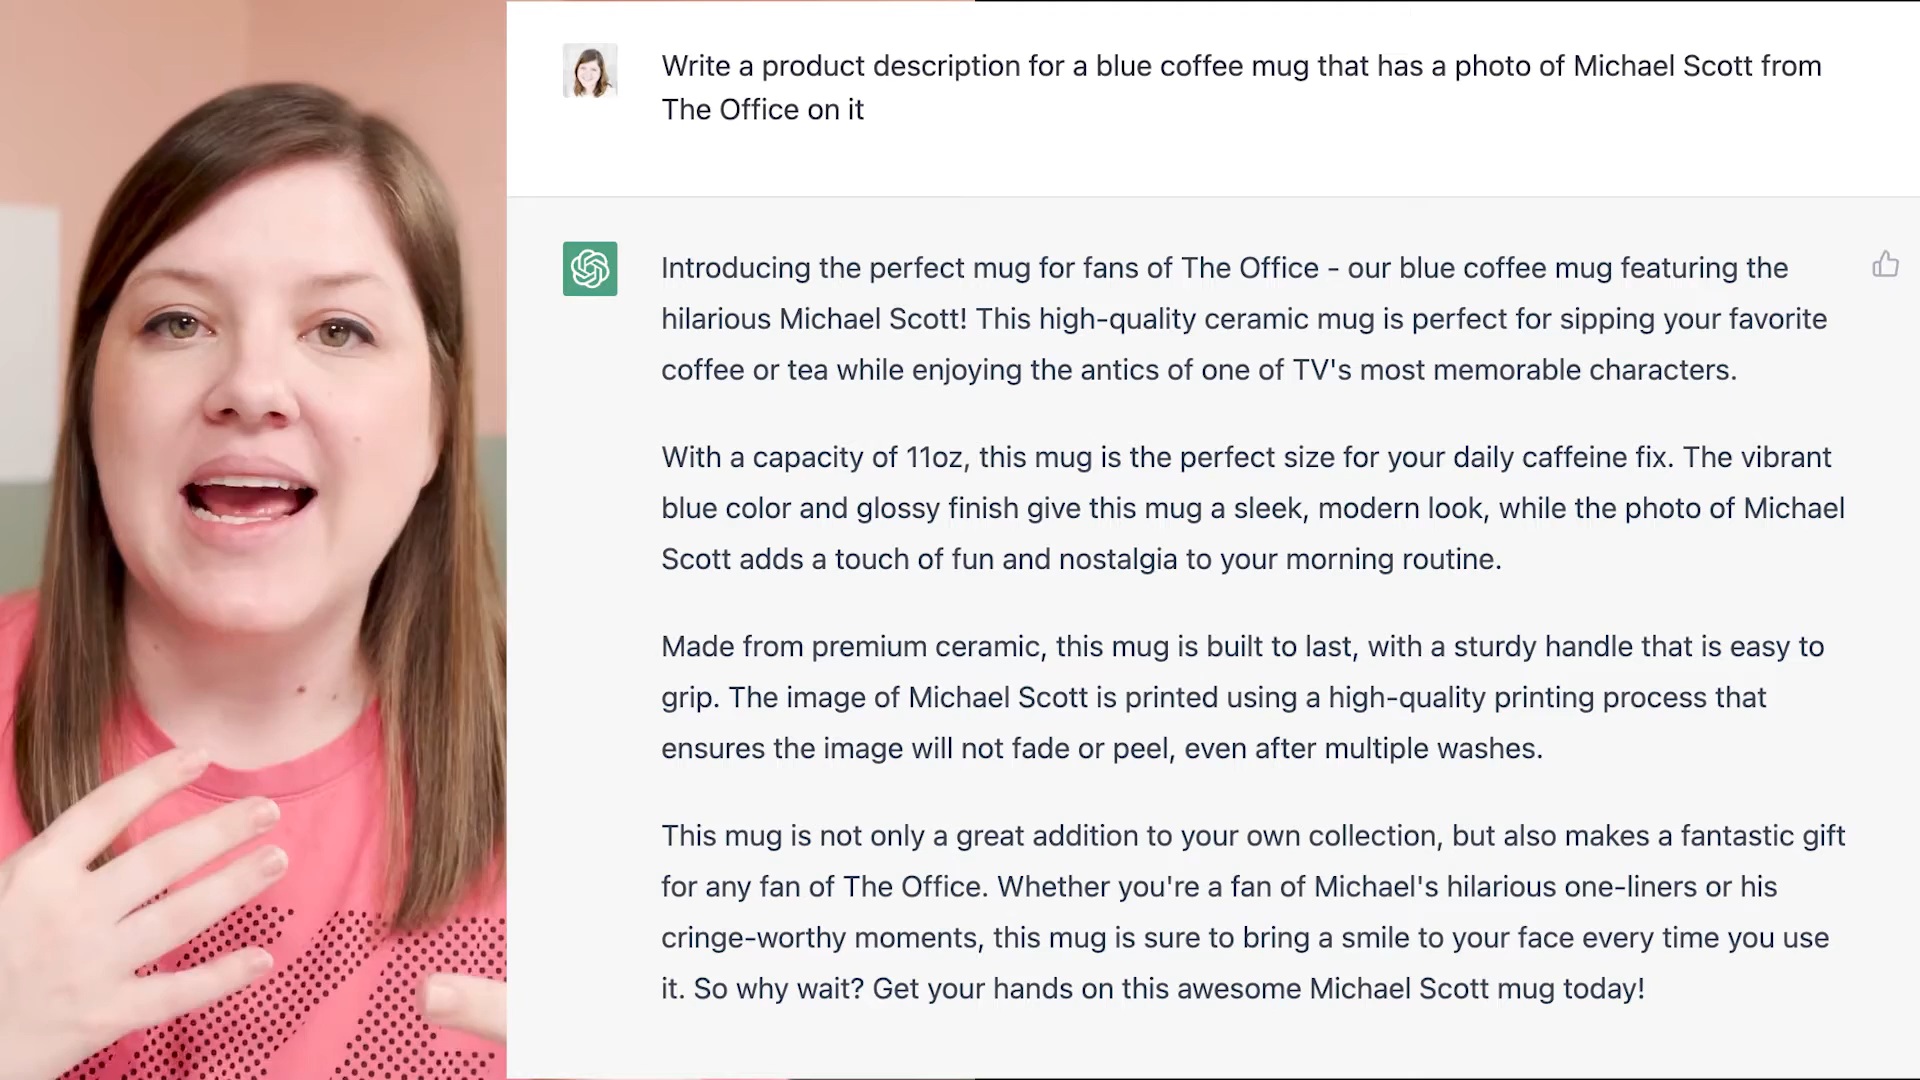 Write a product description for a blue coffee mug that has a photo of Michael Scott from
The Office on it
Introducing the perfect mug for fans of The Office - our blue coffee mug featuring the
hilarious Michael Scott! This high-quality ceramic mug is perfect for sipping your favorite
coffee or tea while enjoying the antics of one of TV's most memorable characters.
With a capacity of 11oz, this mug is the perfect size for your daily caffeine fix. The vibrant
blue color and glossy finish give this mug a sleek, modern look, while the photo of Michael
Scott adds a touch of fun and nostalgia to your morning routine.
Made from premium ceramic, this mug is built to last, with a sturdy handle that is easy to
grip. The image of Michael Scott is printed using a high-quality printing process that
ensures the image will not fade or peel, even after multiple washes.
This mug is not only a great addition to your own collection, but also makes a fantastic gift
for any fan of The Office. Whether you're a fan of Michael's hilarious one-liners or his
cringe-worthy moments, this mug is sure to bring a smile to your face every time you use
it. So why wait? Get your hands on this awesome Michael Scott mug today!